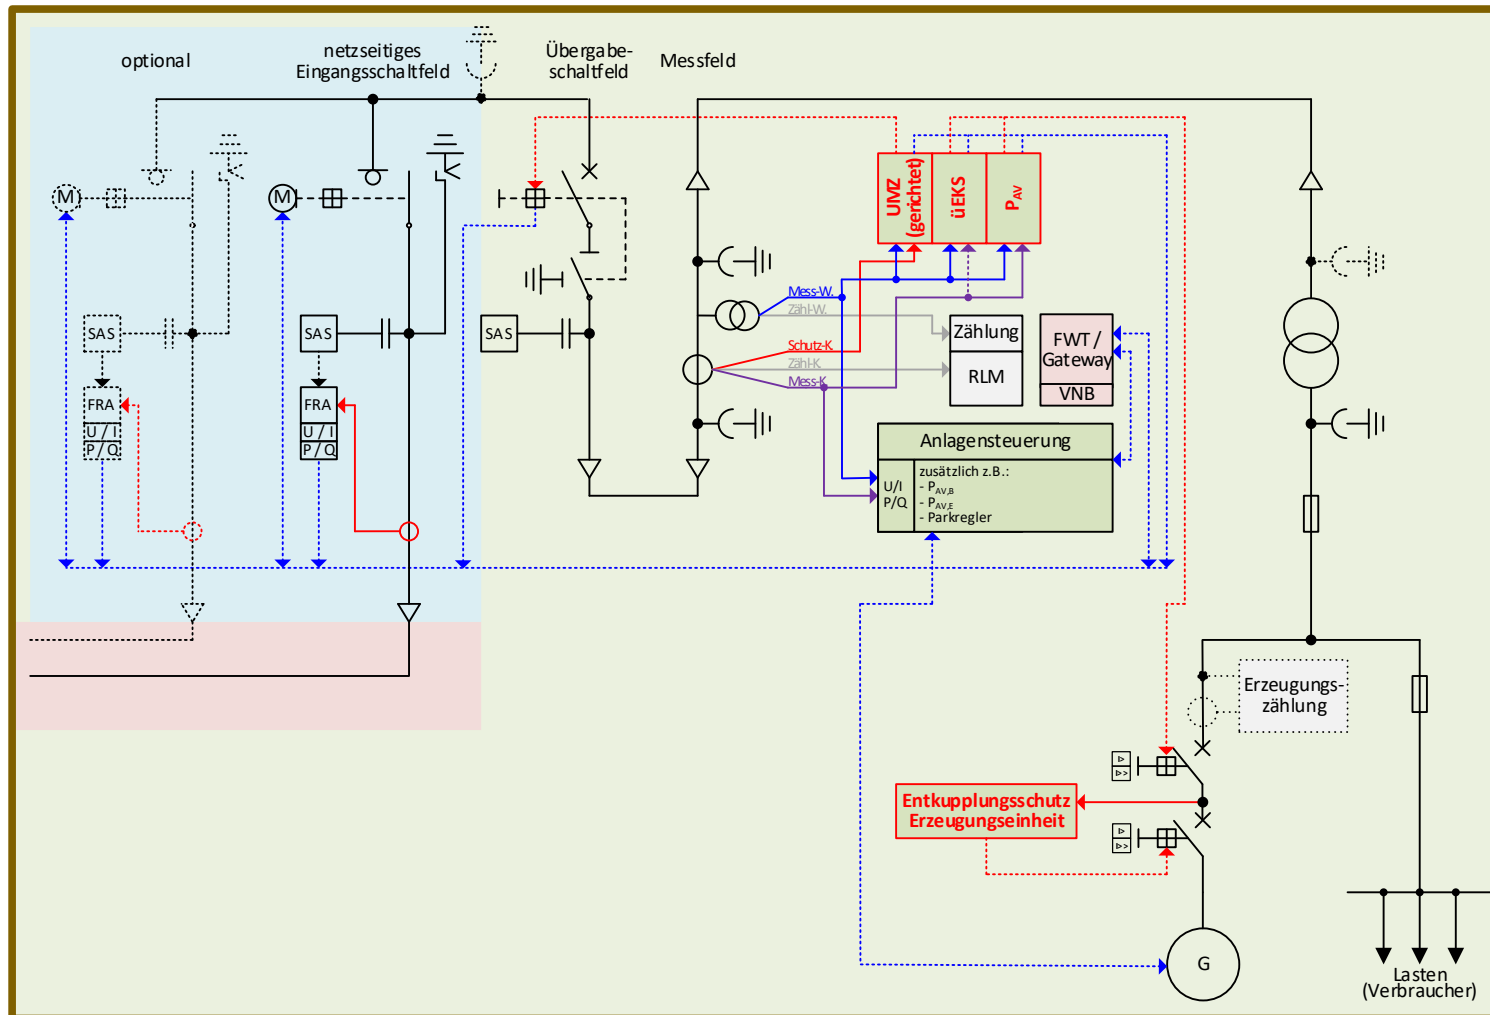 optional
netzseitiges
Eingangsschaltfeld
Übergabe-
schaltfeld
Messfeld
M
M
UMZ
(gerichtet)
üEKS
PAV
Mess-W.
Zähl-W.
Schutz-K.
Zähl-K.
Mess-K.
SAS
SAS
SAS
Zählung
RLM
FWT /
Gateway
VNB
FRA
U / I
P / Q
FRA
U / I
P / Q
Anlagensteuerung
U/I
P/Q
zusätzlich z.B.:
- PAV,B
- PAV,E
- Parkregler
Erzeugungs-
zählung
Entkupplungsschutz
Erzeugungseinheit
G
Lasten
(Verbraucher)